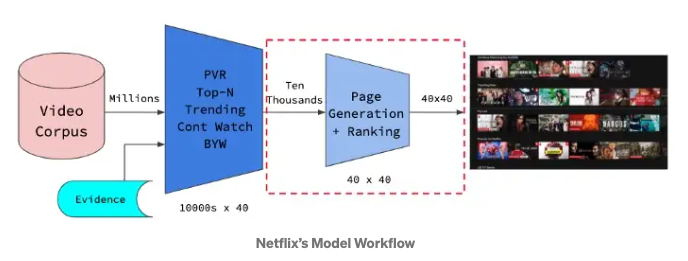 Video
Corpus
Millions
Evidence
PVR
Top-N
Trending
Cont Watch
BYW
10000s x 40
Ten
Thousands
Page
Generation
+ Ranking
40 x 40
40x40
Netflix's Model Workflow